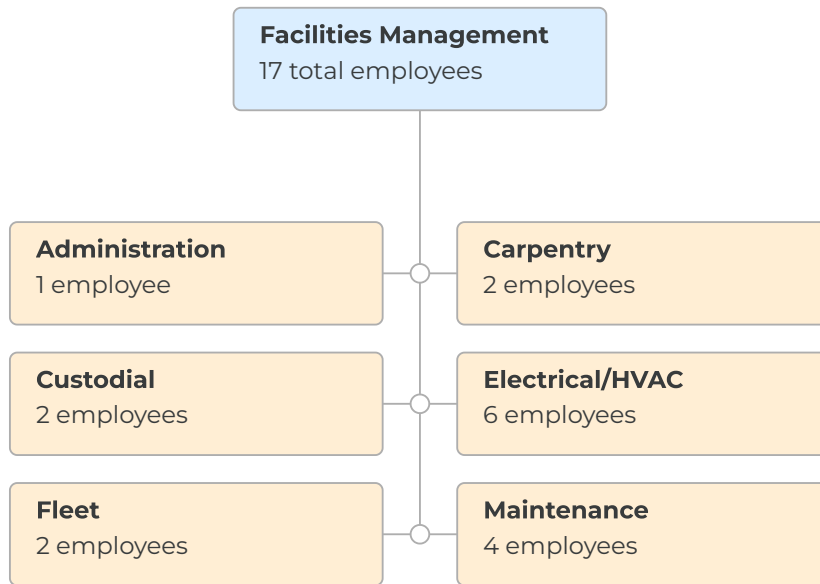 Facilities Management
17 total employees
Administration
1 employee
Carpentry
2 employees
Custodial
2 employees
Electrical/HVAC
6 employees
Fleet
2 employees
Maintenance
4 employees